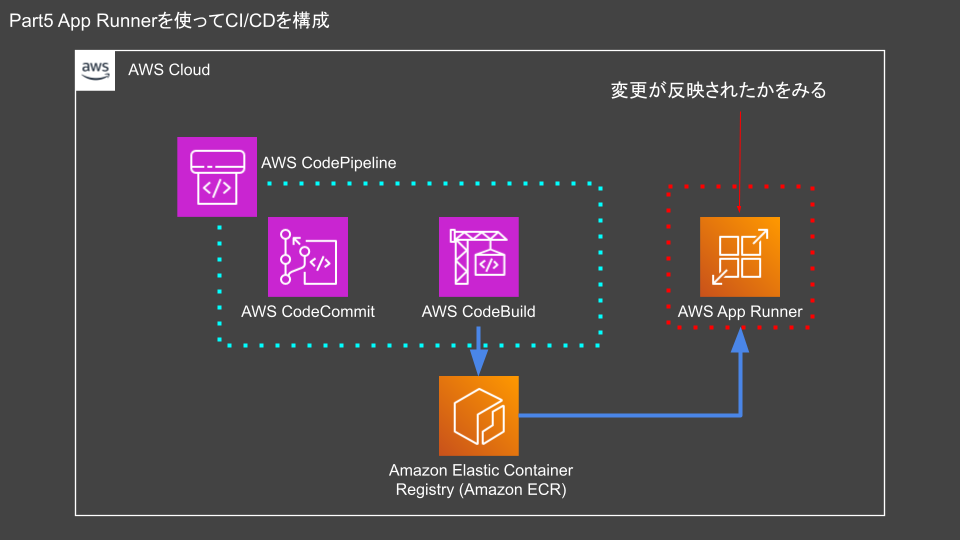 Part5 App Runnerを使ってCI/CDを構成
aws
AWS Cloud
変更が反映されたかをみる
AWS CodePipeline
AWS CodeCommit
AWS CodeBuild
AWS App Runner
Amazon Elastic Container
Registry (Amazon ECR)